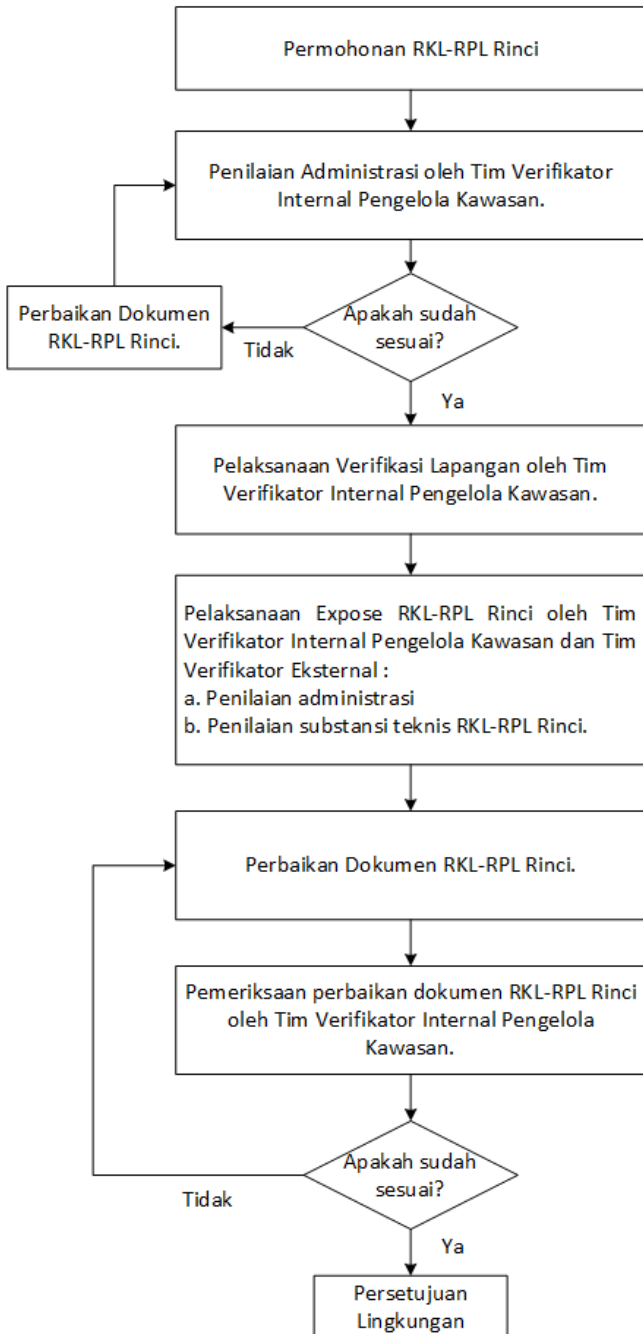 Permohonan RKL-RPL Rinci
Penilaian Administrasi oleh Tim Verifikator
Internal Pengelola Kawasan.
Apakah sudah
sesuai?
Tidak
Perbaikan Dokumen
RKL-RPL Rinci.
Ya
Pelaksanaan Verifikasi Lapangan oleh Tim
Verifikator Internal Pengelola Kawasan.
Pelaksanaan Expose RKL-RPL Rinci oleh Tim
Verifikator Internal Pengelola Kawasan dan Tim
Verifikator Eksternal :
a. Penilaian administrasi
b. Penilaian substansi teknis RKL-RPL Rinci.
Perbaikan Dokumen RKL-RPL Rinci.
Pemeriksaan perbaikan dokumen RKL-RPL Rinci
oleh Tim Verifikator Internal Pengelola
Kawasan.
Apakah sudah
sesuai?
Tidak
Ya
Persetujuan
Lingkungan